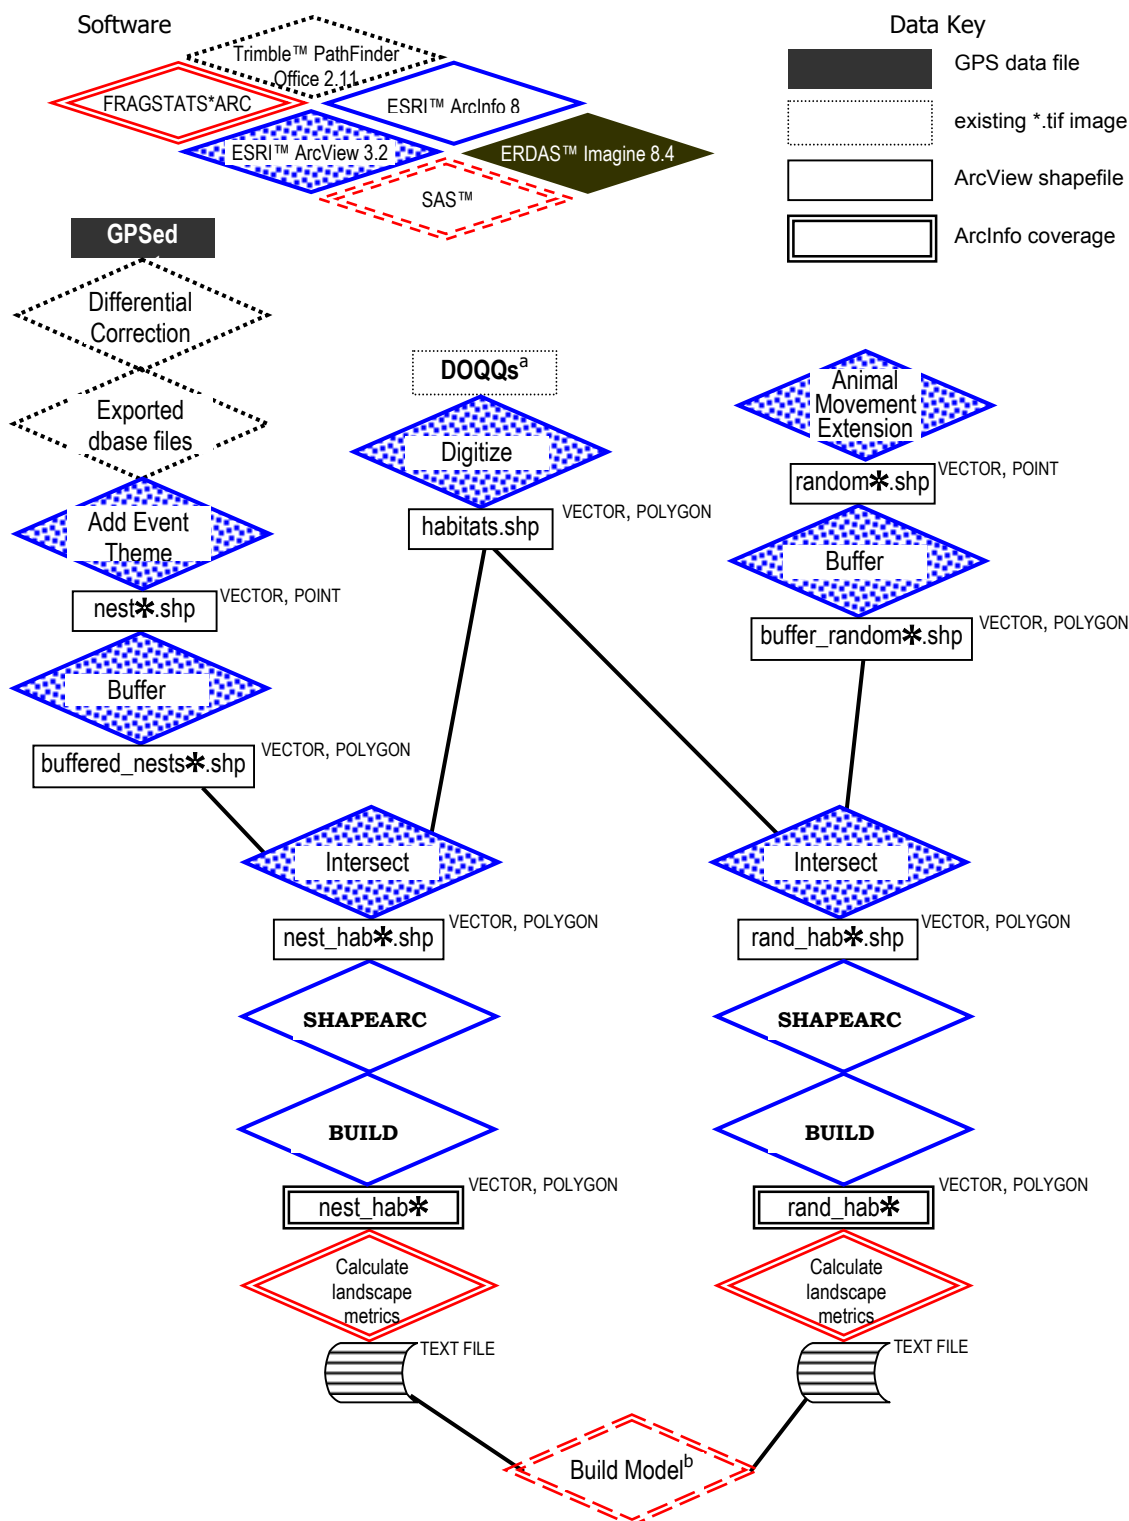 Software
Data Key
Trimble™ PathFinder
Office 2.11
FRAGSTATS*ARC
ESRI™ ArcInfo 8
ESRI™ ArcView 3.2
ERDAS™ Imagine 8.4
SAS™
GPS data file
existing *.tif image
ArcView shapefile
ArcInfo coverage
GPSed
Differential
Correction
Exported
dbase files
Add Event
Theme
nest*.shp
VECTOR, POINT
Buffer
buffered_nests*.shp
VECTOR, POLYGON
DOQQsᵃ
Digitize
habitats.shp
VECTOR, POLYGON
Animal
Movement
Extension
random*.shp
VECTOR, POINT
Buffer
buffer_random*.shp
VECTOR, POLYGON
Intersect
nest_hab*.shp
VECTOR, POLYGON
SHAPEARC
BUILD
nest_hab*
VECTOR, POLYGON
Calculate
landscape
metrics
TEXT FILE
Intersect
rand_hab*.shp
VECTOR, POLYGON
SHAPEARC
BUILD
rand_hab*
VECTOR, POLYGON
Calculate
landscape
metrics
TEXT FILE
Build Modelᵇ